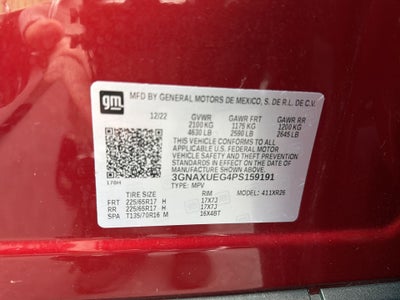 gm
MFD BY GENERAL MOTORS DE MEXICO, S. DE R.L. DE C.V.
12/22 GVWR GAWR FRT GAWR RR
2100 KG 1175 KG 1200 KG
4630 LB 2590 LB 2645 LB
THIS VEHICLE CONFORMS TO ALL APPLICABLE
U.S. FEDERAL MOTOR
VEHICLE SAFETY AND THEFT PREVENTION
STANDARDS IN EFFECT ON THE DATE OF
MANUFACTURE SHOWN ABOVE.
3GNAXUEG4PS159191
170H TYPE: MPV MODEL: 411XR26
TIRE SIZE RIM
FRT 225/65R17 H 17X7J
RR 225/65R17 H 17X7J
SPA T135/70R16 M 16X4BT